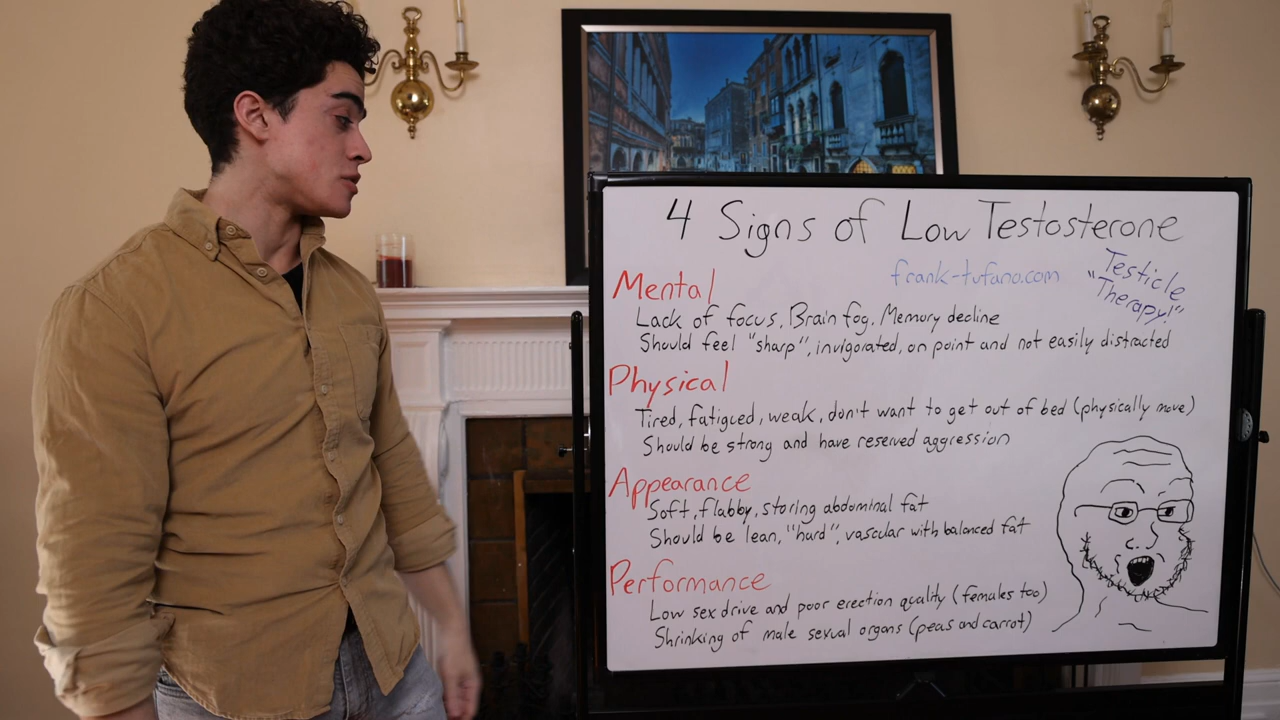 4 Signs of Low Testosterone
frank-tufano.com
"Testicle
Therapy!"
Mental
Lack of focus, Brain fog, Memory decline
Should feel "sharp", invigorated, on point and not easily distracted
Physical
Tired, fatigued, weak, don't want to get out of bed (physically move)
Should be strong and have reserved aggression
Appearance
Soft, flabby, storing abdominal fat
Should be lean, "hard", vascular with balanced fat
Performance
Low sex drive and poor erection quality (females too)
Shrinking of male sexual organs (peas and carrot)